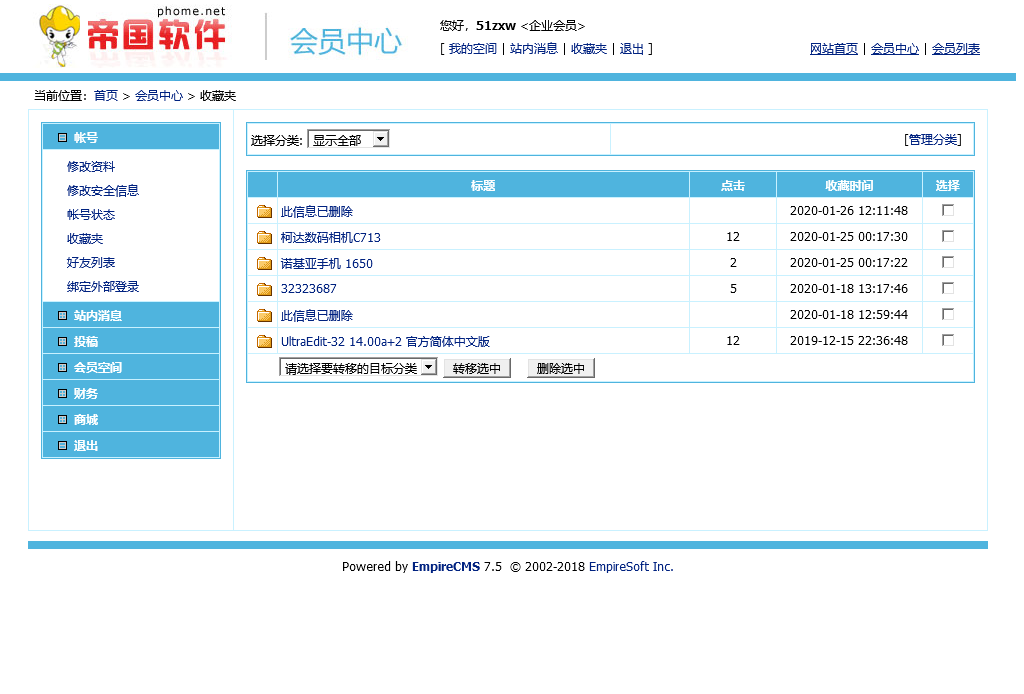 phome.net
帝国软件
会员中心
您好，51zxw <企业会员>
[ 我的空间 | 站内消息 | 收藏夹 | 退出 ]
网站首页 | 会员中心 | 会员列表
当前位置：首页 > 会员中心 > 收藏夹
帐号
修改资料
修改安全信息
帐号状态
收藏夹
好友列表
绑定外部登录
站内消息
投稿
会员空间
财务
商城
退出
选择分类: 显示全部 [管理分类]
标题 点击 收藏时间 选择
此信息已删除 2020-01-26 12:11:48
柯达数码相机C713 12 2020-01-25 00:17:30
诺基亚手机 1650 2 2020-01-25 00:17:22
32323687 5 2020-01-18 13:17:46
此信息已删除 2020-01-18 12:59:44
UltraEdit-32 14.00a+2 官方简体中文版 12 2019-12-15 22:36:48
请选择要转移的目标分类 转移选中 删除选中
Powered by EmpireCMS 7.5 © 2002-2018 EmpireSoft Inc.